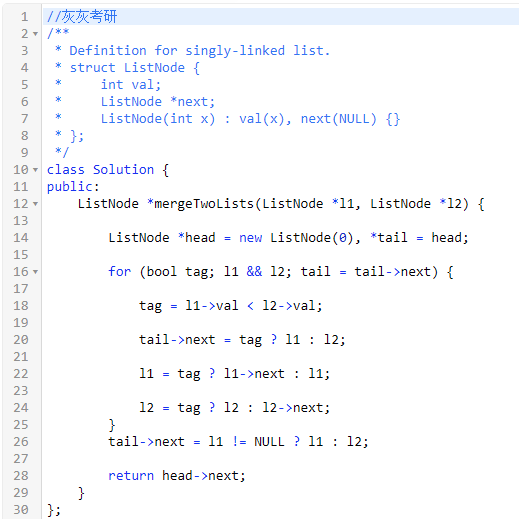 1 //灰灰考研
2 /**
3  * Definition for singly-linked list.
4  * struct ListNode {
5  *     int val;
6  *     ListNode *next;
7  *     ListNode(int x) : val(x), next(NULL) {}
8  * };
9  */
10 class Solution {
11 public:
12     ListNode *mergeTwoLists(ListNode *l1, ListNode *l2) {
13
14         ListNode *head = new ListNode(0), *tail = head;
15
16         for (bool tag; l1 && l2; tail = tail->next) {
17
18             tag = l1->val < l2->val;
19
20             tail->next = tag ? l1 : l2;
21
22             l1 = tag ? l1->next : l1;
23
24             l2 = tag ? l2 : l2->next;
25         }
26         tail->next = l1 != NULL ? l1 : l2;
27
28         return head->next;
29     }
30 };